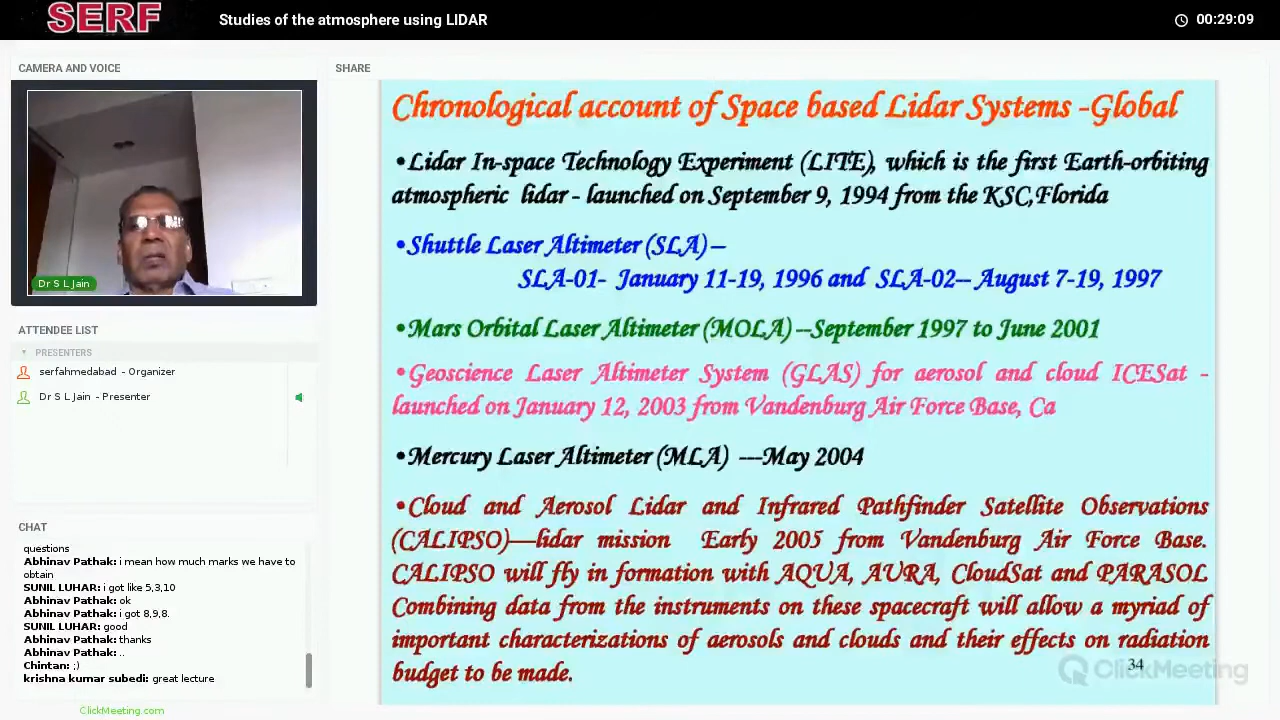 SERF
Studies of the atmosphere using LIDAR
00:29:09
CAMERA AND VOICE
Dr S L Jain
ATTENDEE LIST
PRESENTERS
serfahmedabad - Organizer
Dr S L Jain - Presenter
CHAT
questions
Abhinav Pathak: i mean how much marks we have to
obtain
SUNIL LUHAR: i got like 5,3,10
Abhinav Pathak: ok
Abhinav Pathak: i got 8,9,8.
SUNIL LUHAR: good
Abhinav Pathak: thanks
Abhinav Pathak: ..
Chintan: ;)
krishna kumar subedi: great lecture
ClickMeeting.com
SHARE
Chronological account of Space based Lidar Systems -Global
•Lidar In-space Technology Experiment (LITE), which is the first Earth-orbiting
atmospheric lidar - launched on September 9, 1994 from the KSC,Florida
•Shuttle Laser Altimeter (SLA) –
SLA-01- January 11-19, 1996 and SLA-02-- August 7-19, 1997
•Mars Orbital Laser Altimeter (MOLA) –September 1997 to June 2001
•Geoscience Laser Altimeter System (GLAS) for aerosol and cloud ICESat -
launched on January 12, 2003 from Vandenburg Air Force Base, Ca
•Mercury Laser Altimeter (MLA) ---May 2004
•Cloud and Aerosol Lidar and Infrared Pathfinder Satellite Observations
(CALIPSO)—lidar mission Early 2005 from Vandenburg Air Force Base.
CALIPSO will fly in formation with AQUA, AURA, CloudSat and PARASOL
Combining data from the instruments on these spacecraft will allow a myriad of
important characterizations of aerosols and clouds and their effects on radiation
budget to be made.
34
ClickMeeting